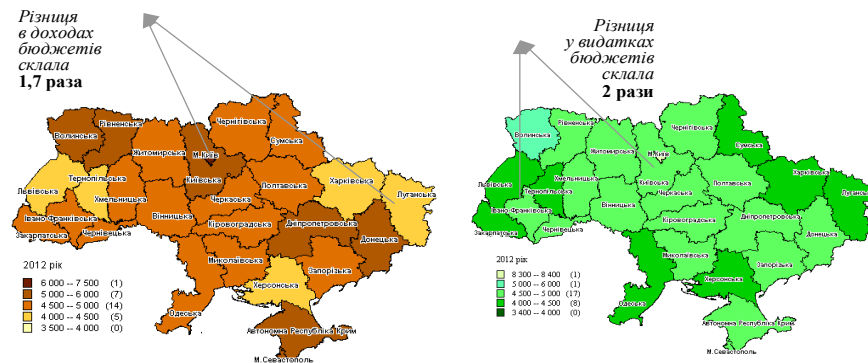 Різниця
в доходах
бюджетів
склала
1,7 раза
Волинська
Рівненська
Житомирська
М.Київ
Київська
Чернігівська
Сумська
Львівська
Тернопільська
Хмельницька
Вінницька
Черкаська
Полтавська
Харківська
Луганська
Івано-Франківська
Закарпатська
Чернівецька
Кіровоградська
Дніпропетровська
Донецька
Миколаївська
Запорізька
Одеська
Херсонська
Автономна Республіка Крим
М.Севастополь
2012 рік
6 000 -- 7 500 (1)
5 000 -- 6 000 (7)
4 500 -- 5 000 (14)
4 000 -- 4 500 (5)
3 500 -- 4 000 (0)
Різниця
у видатках
бюджетів
склала
2 рази
Волинська
Рівненська
Житомирська
М.Київ
Київська
Чернігівська
Сумська
Львівська
Тернопільська
Хмельницька
Вінницька
Черкаська
Полтавська
Харківська
Луганська
Івано-Франківська
Закарпатська
Чернівецька
Кіровоградська
Дніпропетровська
Донецька
Миколаївська
Запорізька
Одеська
Херсонська
Автономна Республіка Крим
М.Севастополь
2012 рік
8 300 -- 8 400 (1)
5 000 -- 6 000 (1)
4 500 -- 5 000 (17)
4 000 -- 4 500 (8)
3 400 -- 4 000 (0)